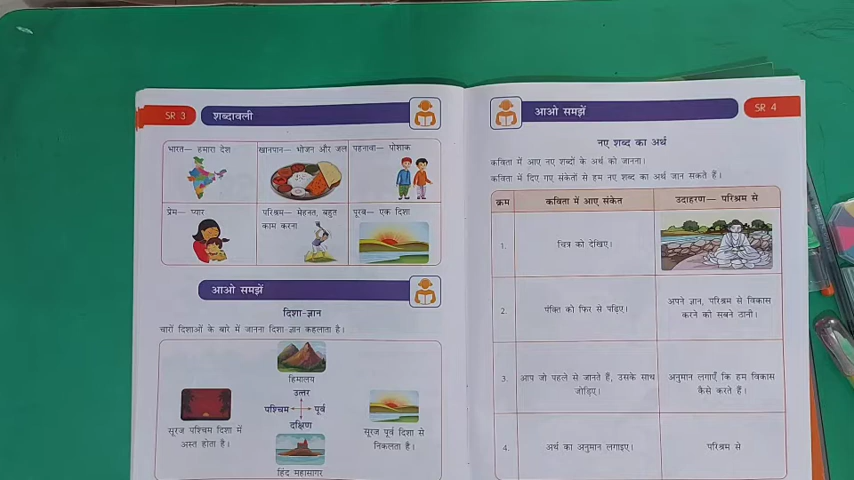 SR 3
शब्दावली
भारत— हमारा देश
खानपान— भोजन और जल
पहनावा— पोशाक
प्रेम— प्यार
परिश्रम— मेहनत, बहुत
काम करना
पूरब— एक दिशा
आओ समझें
दिशा-ज्ञान
चारों दिशाओं के बारे में जानना दिशा ज्ञान कहलाता है।
हिमालय
उत्तर
पश्चिम
पूर्व
दक्षिण
सूरज पश्चिम दिशा में
अस्त होता है।
सूरज पूर्व दिशा से
निकलता है।
हिंद महासागर
आओ समझें
SR 4
नए शब्द का अर्थ
कविता में आए नए शब्दों के अर्थ को जानना।
कविता में दिए गए संकेतों से हम नए शब्द का अर्थ जान सकते हैं।
क्रम
कविता में आए संकेत
उदाहरण— परिश्रम से
1.
चित्र को देखिए।
2.
पंक्ति को फिर से पढ़िए।
अपने ज्ञान, परिश्रम से विकास
करने को सबने ठानी।
3.
आप जो पहले से जानते हैं, उसके साथ
जोड़िए।
अनुमान लगाएँ कि हम विकास
कैसे करते हैं।
4.
अर्थ का अनुमान लगाइए।
परिश्रम से